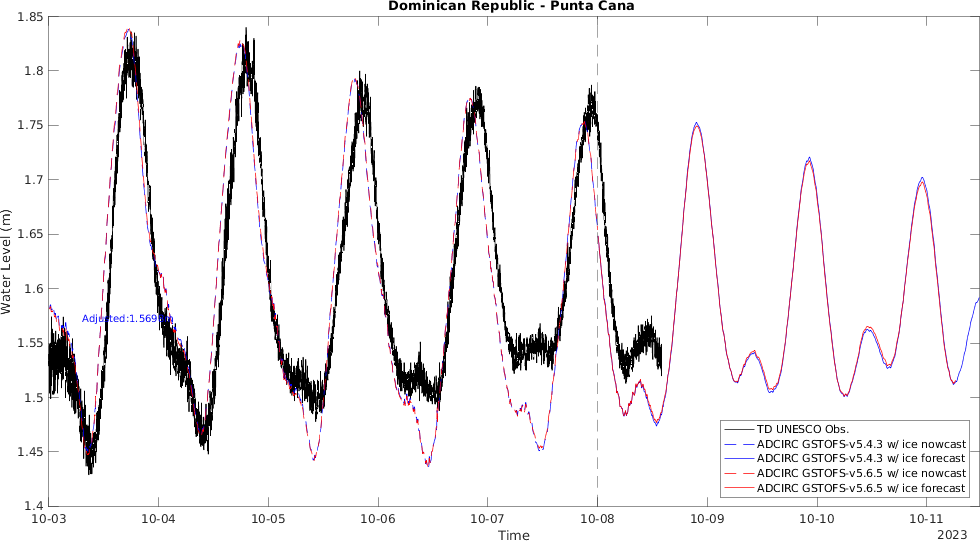 Dominican Republic - Punta Cana
Water Level (m)
1.85
1.8
1.75
1.7
1.65
1.6
1.55
1.5
1.45
1.4
TD UNESCO Obs.
ADCIRC GSTOFS-v5.4.3 w/ ice nowcast
ADCIRC GSTOFS-v5.4.3 w/ ice forecast
ADCIRC GSTOFS-v5.6.5 w/ ice nowcast
ADCIRC GSTOFS-v5.6.5 w/ ice forecast
10-03 10-04 10-05 10-06 10-07 10-08 10-09 10-10 10-11
Time
2023